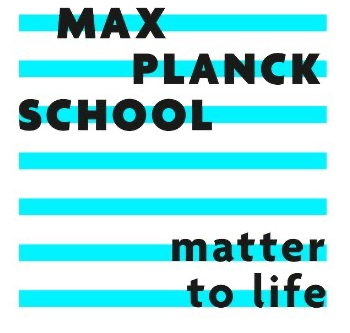 MAX
PLANCK
SCHOOL
matter
to life